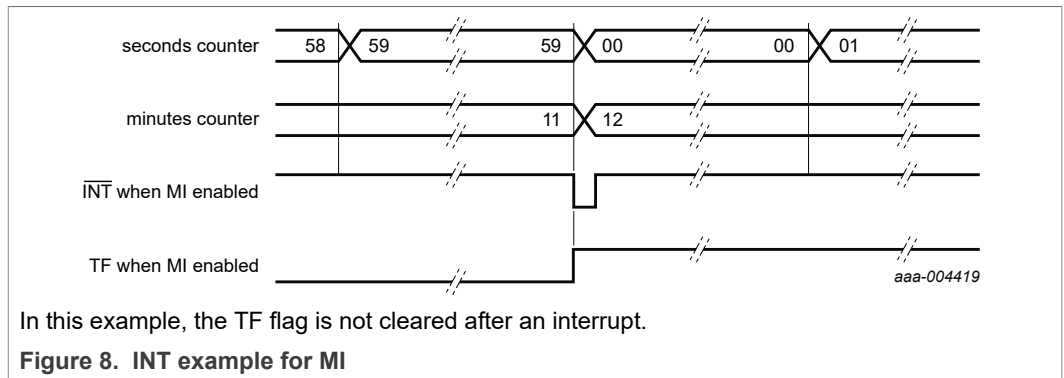 seconds counter 58 59 59 00 00 01
minutes counter 11 12
INT when MI enabled
TF when MI enabled
aaa-004419
In this example, the TF flag is not cleared after an interrupt.
Figure 8. INT example for MI